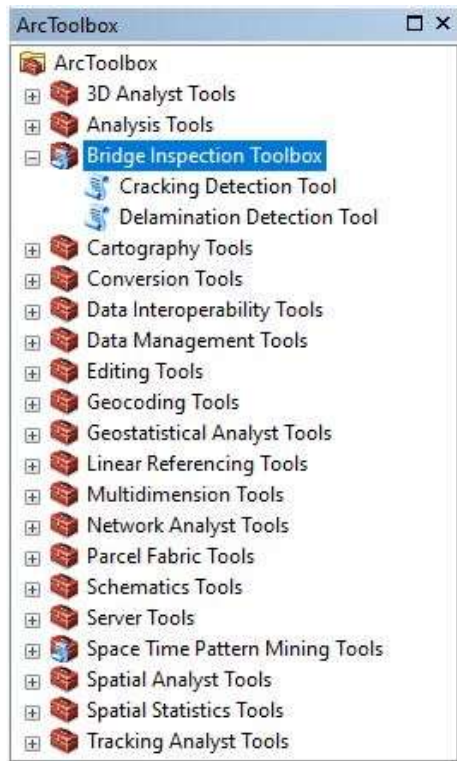 ArcToolbox
ArcToolbox
3D Analyst Tools
Analysis Tools
Bridge Inspection Toolbox
Cracking Detection Tool
Delamination Detection Tool
Cartography Tools
Conversion Tools
Data Interoperability Tools
Data Management Tools
Editing Tools
Geocoding Tools
Geostatistical Analyst Tools
Linear Referencing Tools
Multidimension Tools
Network Analyst Tools
Parcel Fabric Tools
Schematics Tools
Server Tools
Space Time Pattern Mining Tools
Spatial Analyst Tools
Spatial Statistics Tools
Tracking Analyst Tools